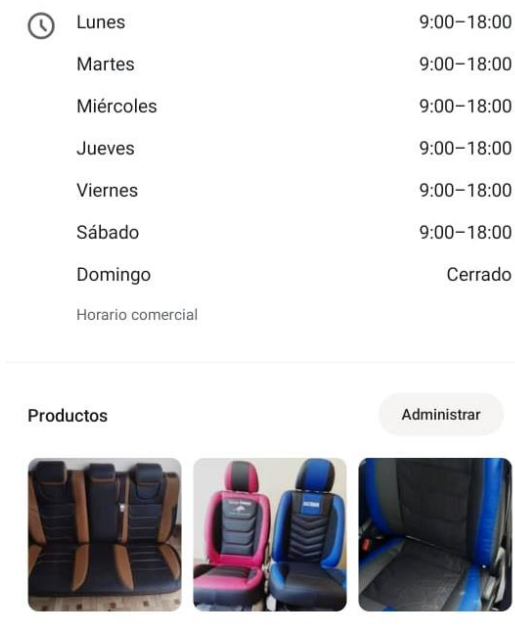 Lunes 9:00–18:00
Martes 9:00–18:00
Miércoles 9:00–18:00
Jueves 9:00–18:00
Viernes 9:00–18:00
Sábado 9:00–18:00
Domingo Cerrado
Horario comercial
Productos Administrar